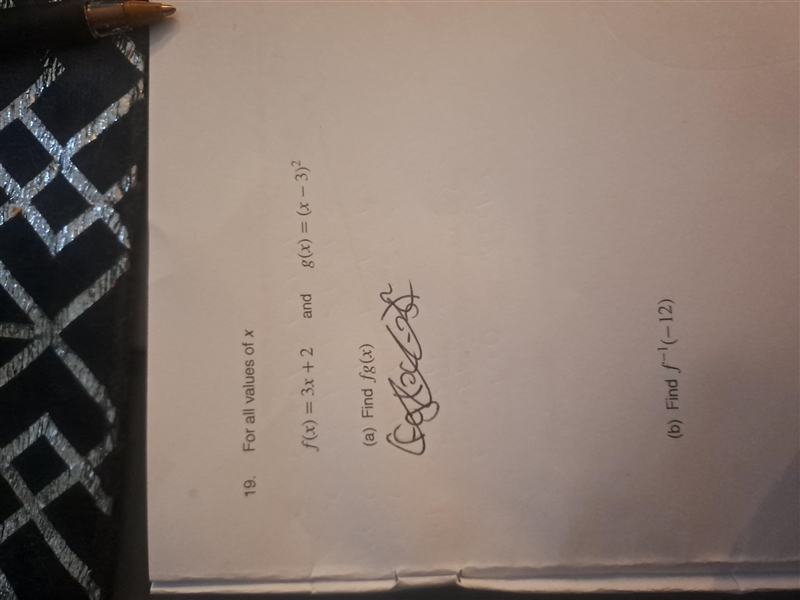 19. For all values of x
f(x) = 3x + 2 and g(x) = (x − 3)²
(a) Find fg(x)
(b) Find f⁻¹(−12)